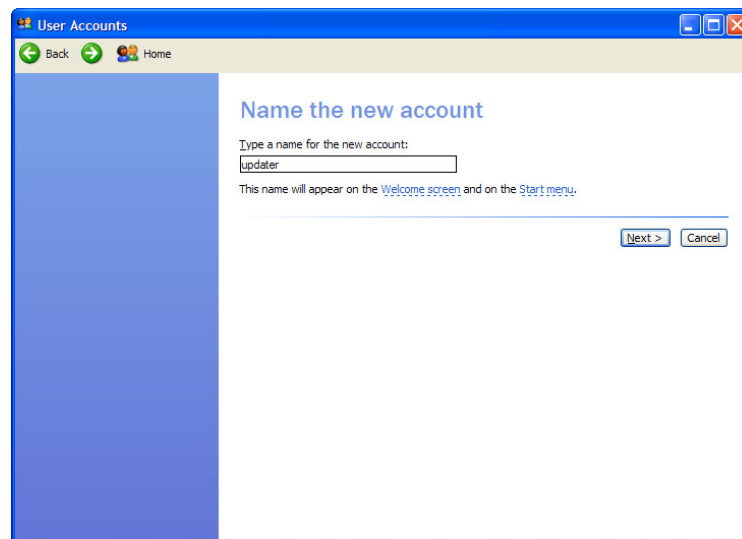 User Accounts
Back Home
Name the new account
Type a name for the new account:
updater
This name will appear on the Welcome screen and on the Start menu.
Next > Cancel